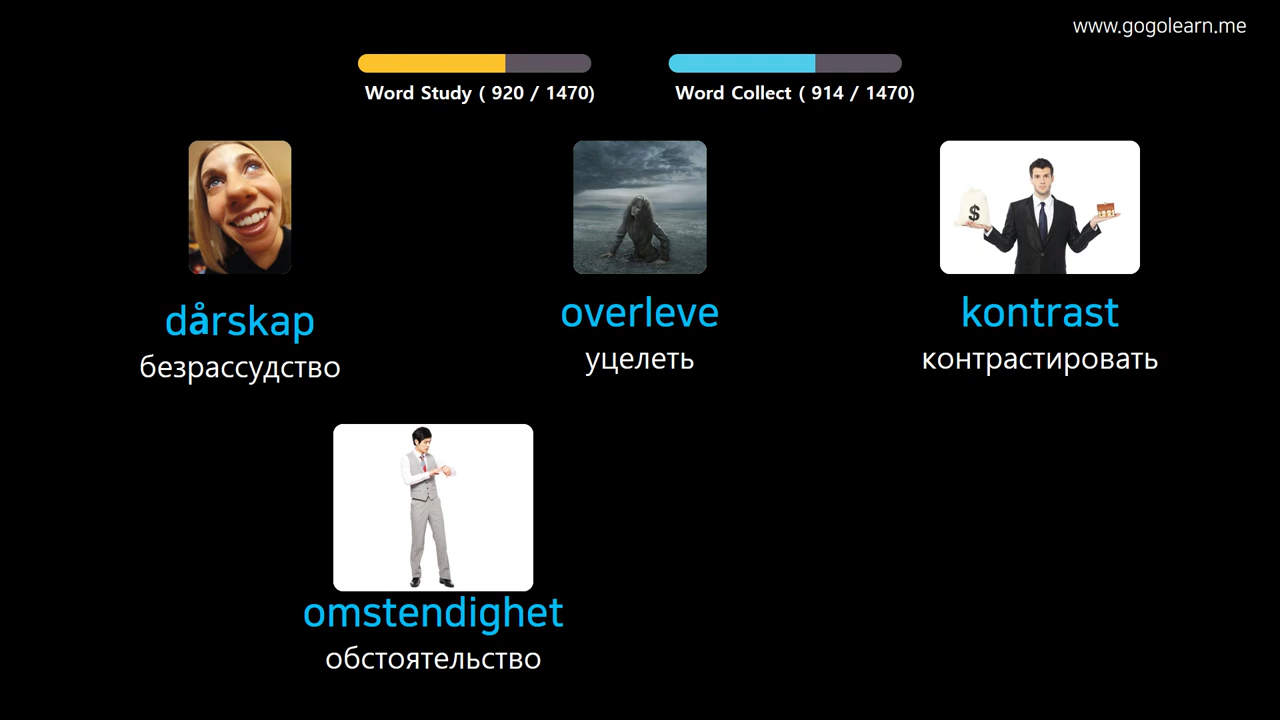 www.gogolearn.me
Word Study ( 920 / 1470)
Word Collect ( 914 / 1470)
dårskap
безрассудство
overleve
уцелеть
kontrast
контрастировать
$
omstendighet
обстоятельство